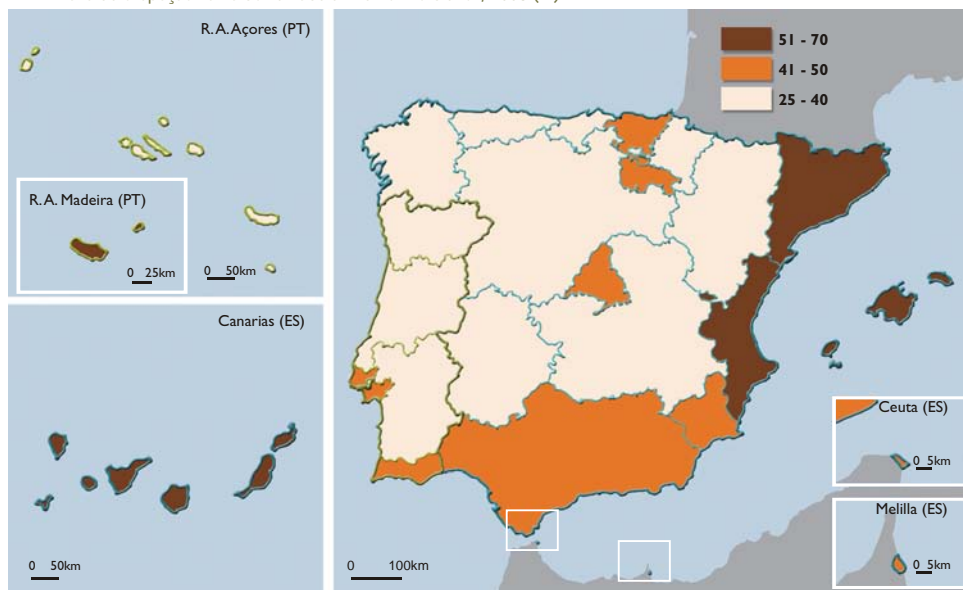 R.A. Açores (PT)
51 - 70
41 - 50
25 - 40
R.A. Madeira (PT)
0 25km
0 50km
Canarias (ES)
0 50km
0 100km
Ceuta (ES)
0 5km
Melilla (ES)
0 5km